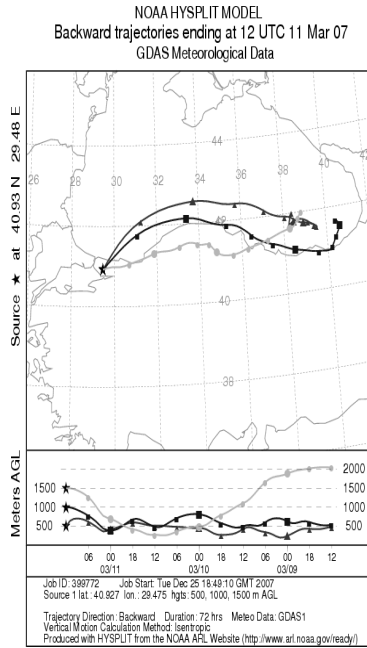 NOAA HYSPLIT MODEL
Backward trajectories ending at 12 UTC 11 Mar 07
GDAS Meteorological Data
Source ★ at 40.93 N 29.48 E
44
42
26 28 30 32 34 36 38 40
42
40
38
Meters AGL
2000
1500 1500
1000 1000
500 500
06 00 18 12 06 00 18 12 06 00 18 12
03/11 03/10 03/09
Job ID: 399772 Job Start: Tue Dec 25 18:49:10 GMT 2007
Source 1 lat.: 40.927 lon.: 29.475 hgts: 500, 1000, 1500 m AGL
Trajectory Direction: Backward Duration: 72 hrs Meteo Data: GDAS1
Vertical Motion Calculation Method: Isentropic
Produced with HYSPLIT from the NOAA ARL Website (http://www.arl.noaa.gov/ready/)